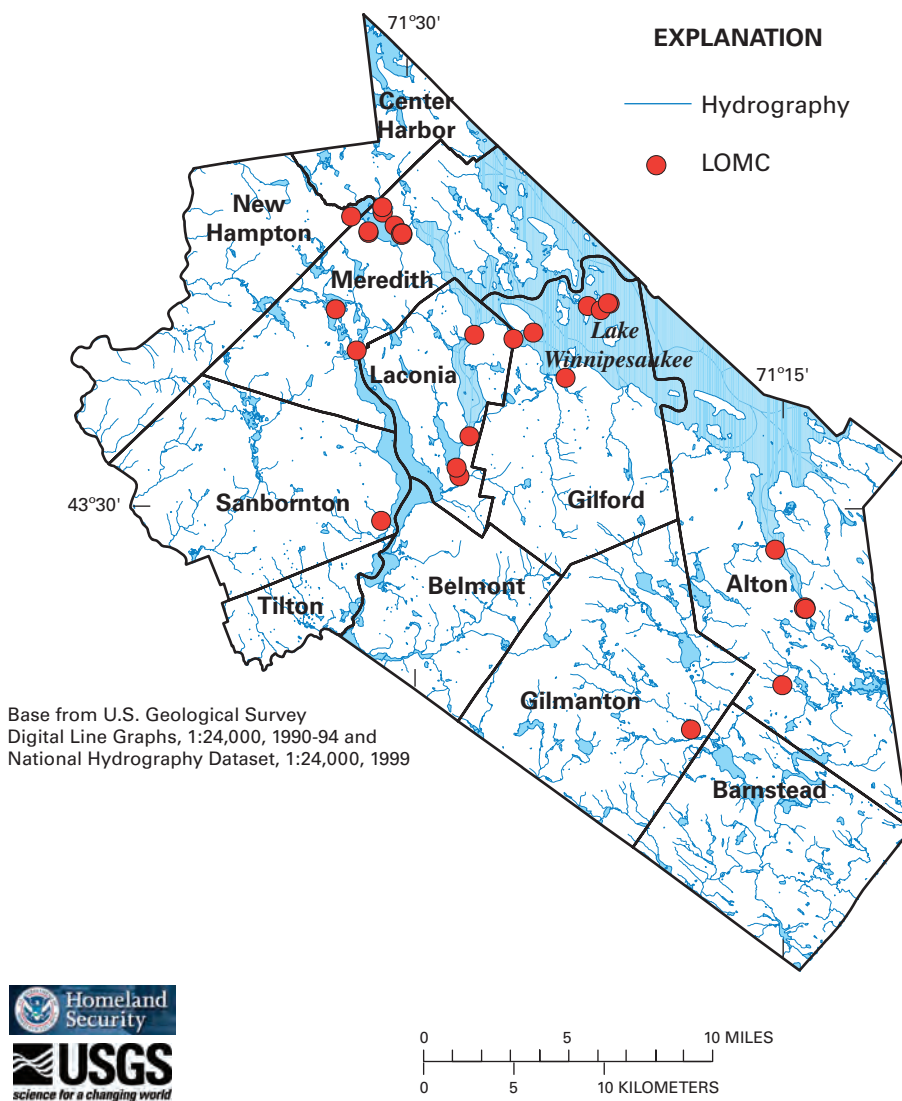 71°30'
EXPLANATION
Hydrography
LOMC
Center
Harbor
New
Hampton
Meredith
Lake
Winnipesaukee
Laconia
71°15'
43°30'
Sanbornton
Gilford
Alton
Belmont
Tilton
Gilmanton
Barnstead
Base from U.S. Geological Survey
Digital Line Graphs, 1:24,000, 1990-94 and
National Hydrography Dataset, 1:24,000, 1999
Homeland
Security
USGS
science for a changing world
0 5 10 MILES
0 5 10 KILOMETERS